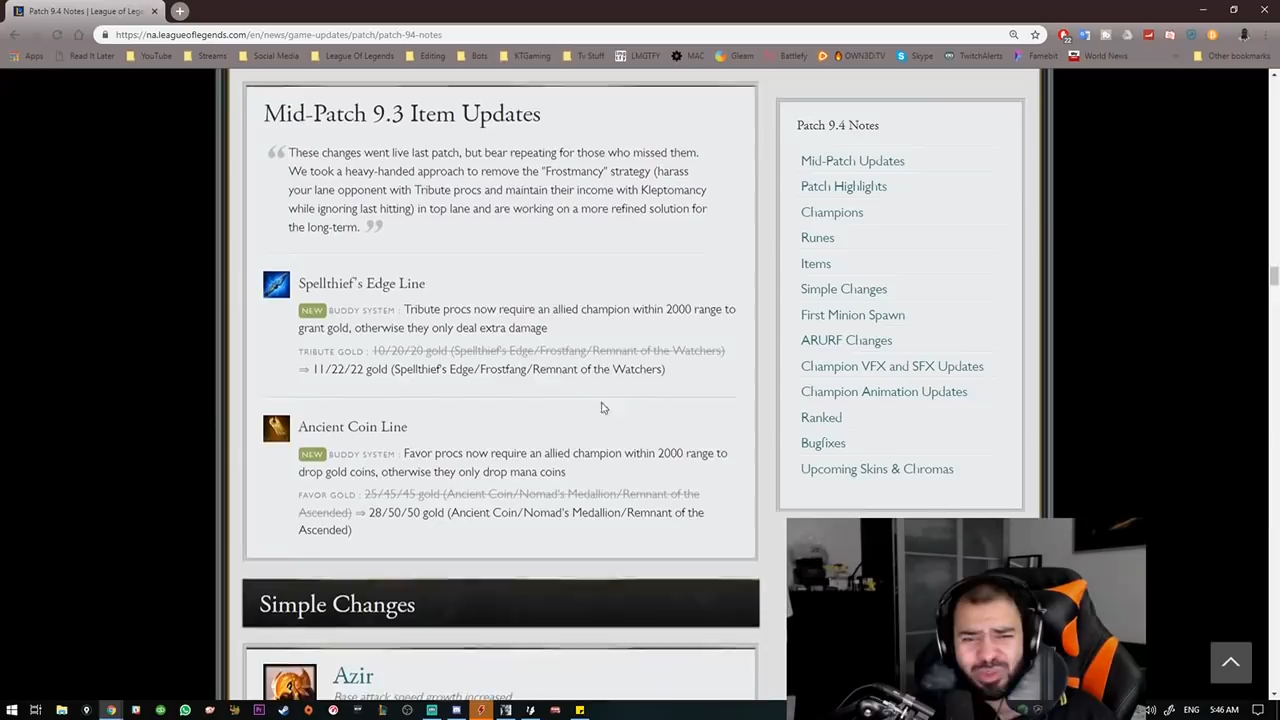 Patch 9.4 Notes | League of Lege
https://na.leagueoflegends.com/en/news/game-updates/patch/patch-94-notes
22
Apps
Read It Later
YouTube
Streams
Social Media
League Of Legends
Editing
Bots
KTGaming
Tv Stuff
LMGTFY
MAC
Gleam
Battlefy
OWN3D.TV
Skype
TwitchAlerts
Famebit
World News
Other bookmarks
Mid-Patch 9.3 Item Updates
These changes went live last patch, but bear repeating for those who missed them.
We took a heavy-handed approach to remove the "Frostmancy" strategy (harass
your lane opponent with Tribute procs and maintain their income with Kleptomancy
while ignoring last hitting) in top lane and are working on a more refined solution for
the long-term.
Spellthief's Edge Line
NEW BUDDY SYSTEM : Tribute procs now require an allied champion within 2000 range to
grant gold, otherwise they only deal extra damage
TRIBUTE GOLD : 10/20/20 gold (Spellthief's Edge/Frostfang/Remnant of the Watchers)
⇒ 11/22/22 gold (Spellthief's Edge/Frostfang/Remnant of the Watchers)
Ancient Coin Line
NEW BUDDY SYSTEM : Favor procs now require an allied champion within 2000 range to
drop gold coins, otherwise they only drop mana coins
FAVOR GOLD : 25/45/45 gold (Ancient Coin/Nomad's Medallion/Remnant of the
Ascended) ⇒ 28/50/50 gold (Ancient Coin/Nomad's Medallion/Remnant of the
Ascended)
Simple Changes
Azir
Base attack speed growth increased
Patch 9.4 Notes
Mid-Patch Updates
Patch Highlights
Champions
Runes
Items
Simple Changes
First Minion Spawn
ARURF Changes
Champion VFX and SFX Updates
Champion Animation Updates
Ranked
Bugfixes
Upcoming Skins & Chromas
ENG
5:46 AM